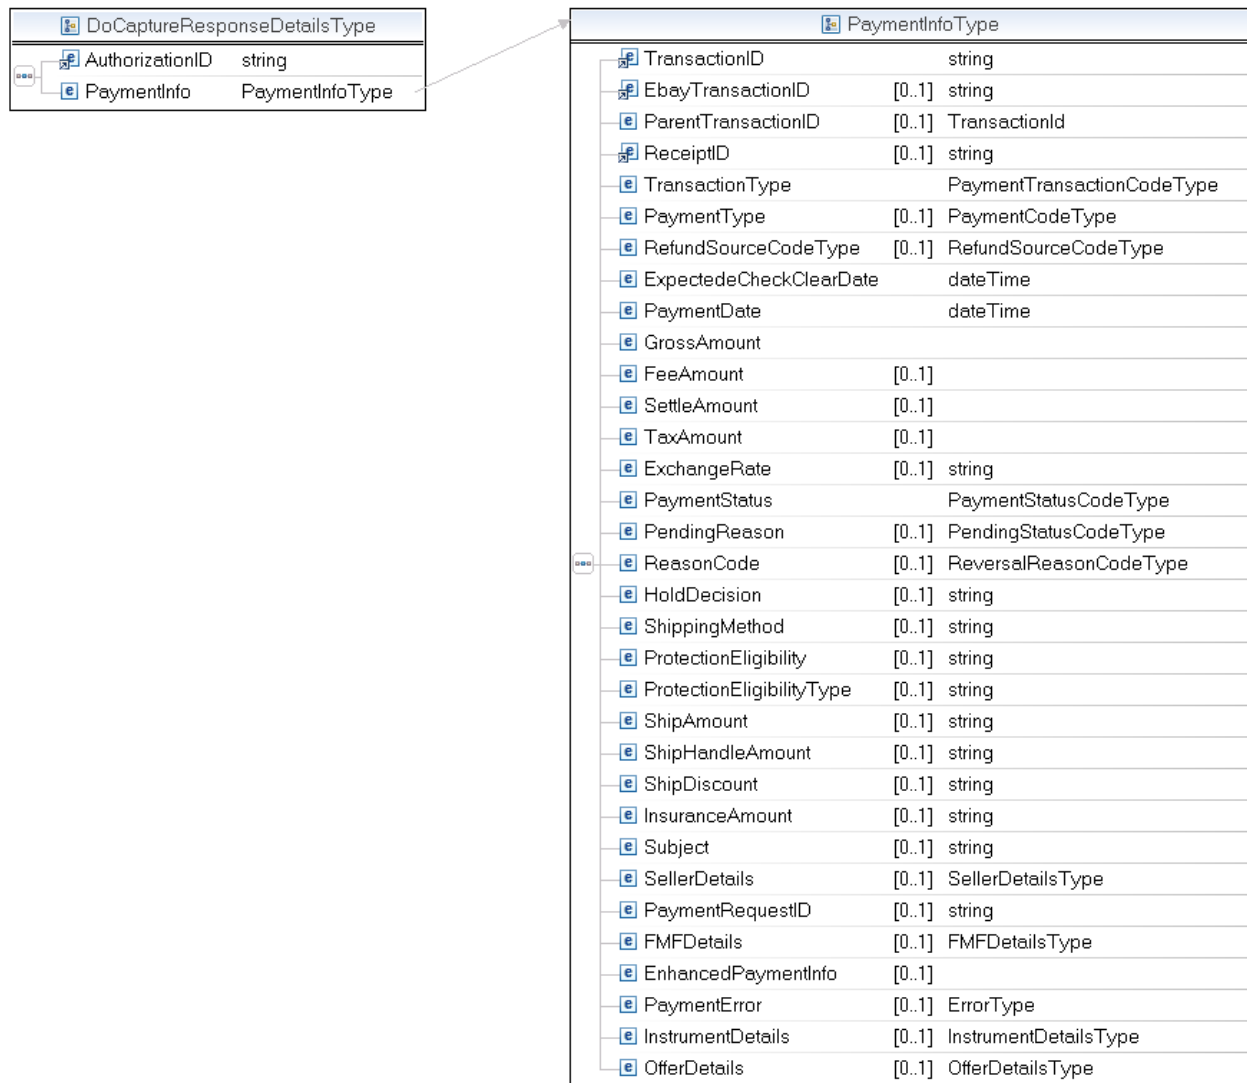 DoCaptureResponseDetailsType
AuthorizationID string
PaymentInfo PaymentInfoType
PaymentInfoType
TransactionID string
EbayTransactionID [0..1] string
ParentTransactionID [0..1] TransactionId
ReceiptID [0..1] string
TransactionType PaymentTransactionCodeType
PaymentType [0..1] PaymentCodeType
RefundSourceCodeType [0..1] RefundSourceCodeType
ExpectedeCheckClearDate dateTime
PaymentDate dateTime
GrossAmount
FeeAmount [0..1]
SettleAmount [0..1]
TaxAmount [0..1]
ExchangeRate [0..1] string
PaymentStatus PaymentStatusCodeType
PendingReason [0..1] PendingStatusCodeType
ReasonCode [0..1] ReversalReasonCodeType
HoldDecision [0..1] string
ShippingMethod [0..1] string
ProtectionEligibility [0..1] string
ProtectionEligibilityType [0..1] string
ShipAmount [0..1] string
ShipHandleAmount [0..1] string
ShipDiscount [0..1] string
InsuranceAmount [0..1] string
Subject [0..1] string
SellerDetails [0..1] SellerDetailsType
PaymentRequestID [0..1] string
FMFDetails [0..1] FMFDetailsType
EnhancedPaymentInfo [0..1]
PaymentError [0..1] ErrorType
InstrumentDetails [0..1] InstrumentDetailsType
OfferDetails [0..1] OfferDetailsType